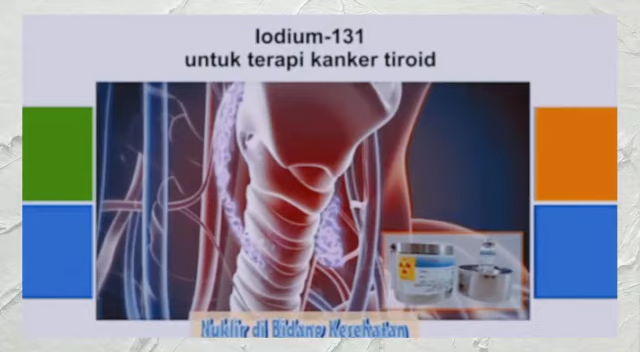 Iodium-131
untuk terapi kanker tiroid
Nuklir di Bidang Kesehatan